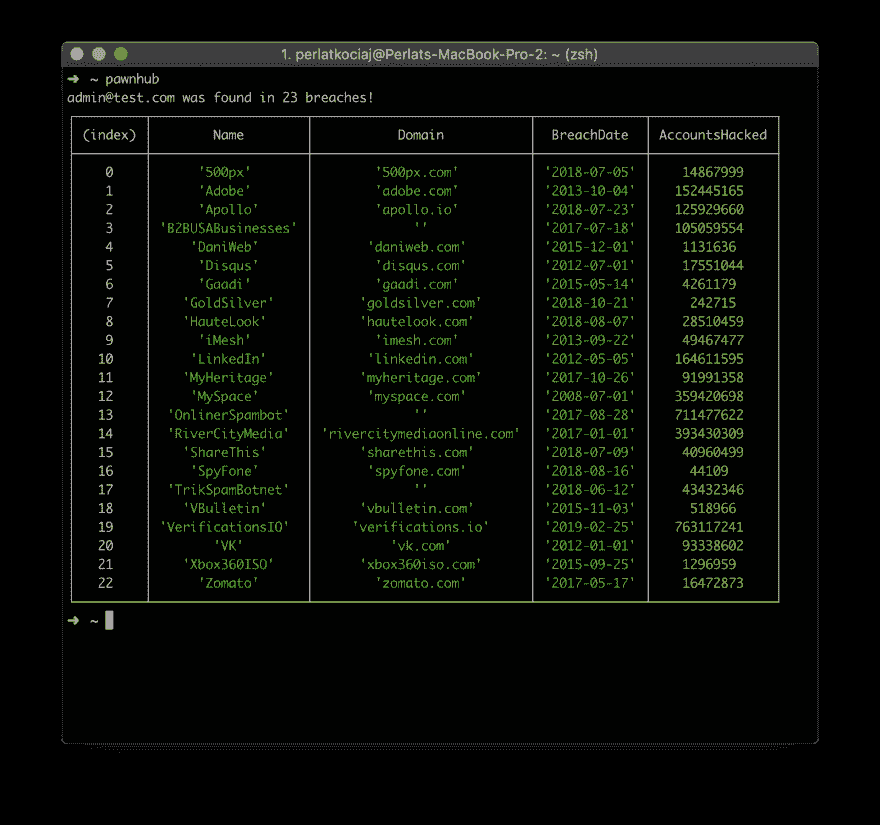 1. perlatkociaj@Perlats-MacBook-Pro-2: ~ (zsh)
➜ ~ pawnhub
admin@test.com was found in 23 breaches!
(index) Name Domain BreachDate AccountsHacked
0 '500px' '500px.com' '2018-07-05' 14867999
1 'Adobe' 'adobe.com' '2013-10-04' 152445165
2 'Apollo' 'apollo.io' '2018-07-23' 125929660
3 'B2BUSABusinesses' '' '2017-07-18' 105059554
4 'DaniWeb' 'daniweb.com' '2015-12-01' 1131636
5 'Disqus' 'disqus.com' '2012-07-01' 17551044
6 'Gaadi' 'gaadi.com' '2015-05-14' 4261179
7 'GoldSilver' 'goldsilver.com' '2018-10-21' 242715
8 'HauteLook' 'hautelook.com' '2018-08-07' 28510459
9 'iMesh' 'imesh.com' '2013-09-22' 49467477
10 'LinkedIn' 'linkedin.com' '2012-05-05' 164611595
11 'MyHeritage' 'myheritage.com' '2017-10-26' 91991358
12 'MySpace' 'myspace.com' '2008-07-01' 359420698
13 'OnlinerSpambot' '' '2017-08-28' 711477622
14 'RiverCityMedia' 'rivercitymediaonline.com' '2017-01-01' 393430309
15 'ShareThis' 'sharethis.com' '2018-07-09' 40960499
16 'SpyFone' 'spyfone.com' '2018-08-16' 44109
17 'TrikSpamBotnet' '' '2018-06-12' 43432346
18 'VBulletin' 'vbulletin.com' '2015-11-03' 518966
19 'VerificationsIO' 'verifications.io' '2019-02-25' 763117241
20 'VK' 'vk.com' '2012-01-01' 93338602
21 'Xbox360ISO' 'xbox360iso.com' '2015-09-25' 1296959
22 'Zomato' 'zomato.com' '2017-05-17' 16472873
➜ ~